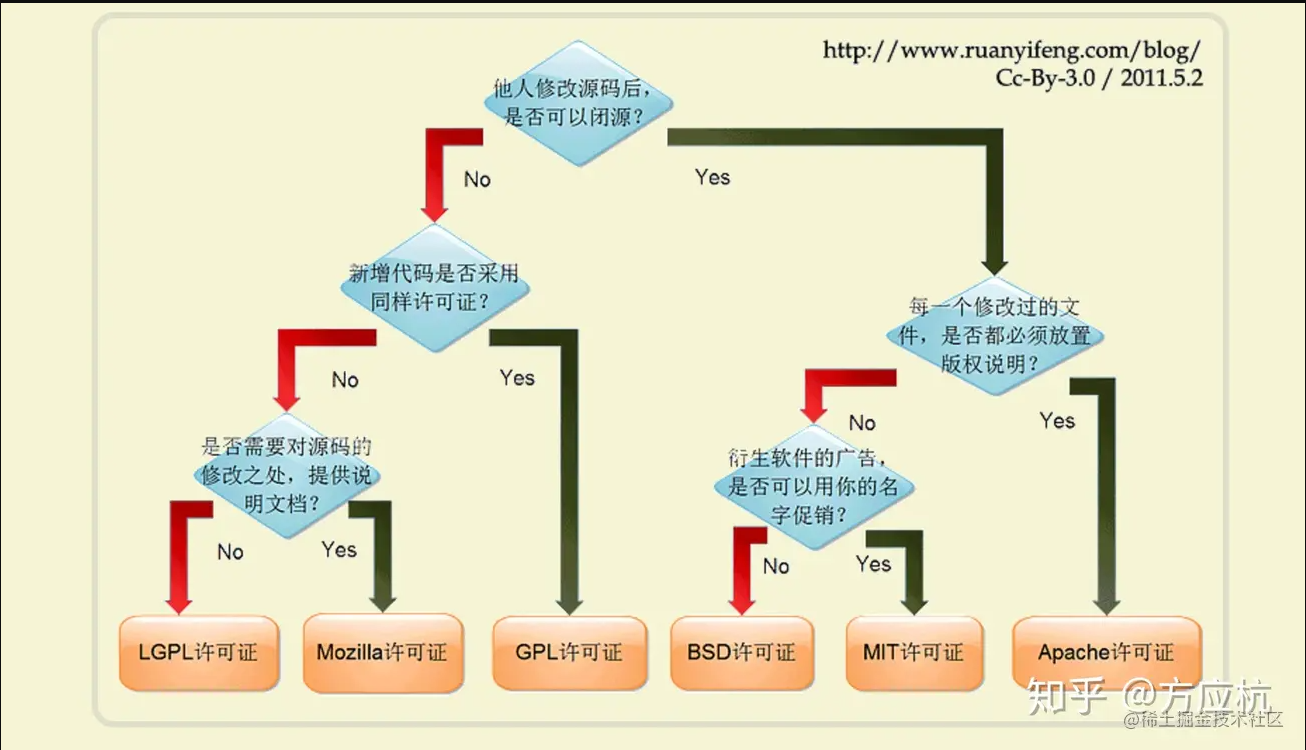 http://www.ruanyifeng.com/blog/
Cc-By-3.0 / 2011.5.2
他人修改源码后，
是否可以闭源？
No
Yes
新增代码是否采用
同样许可证？
No
Yes
每一个修改过的文
件，是否都必须放置
版权说明？
No
Yes
是否需要对源码的
修改之处，提供说
明文档？
No
Yes
衍生软件的广告，
是否可以用你的名
字促销？
No
Yes
LGPL许可证
Mozilla许可证
GPL许可证
BSD许可证
MIT许可证
Apache许可证
知乎 @方应杭
@稀土掘金技术社区